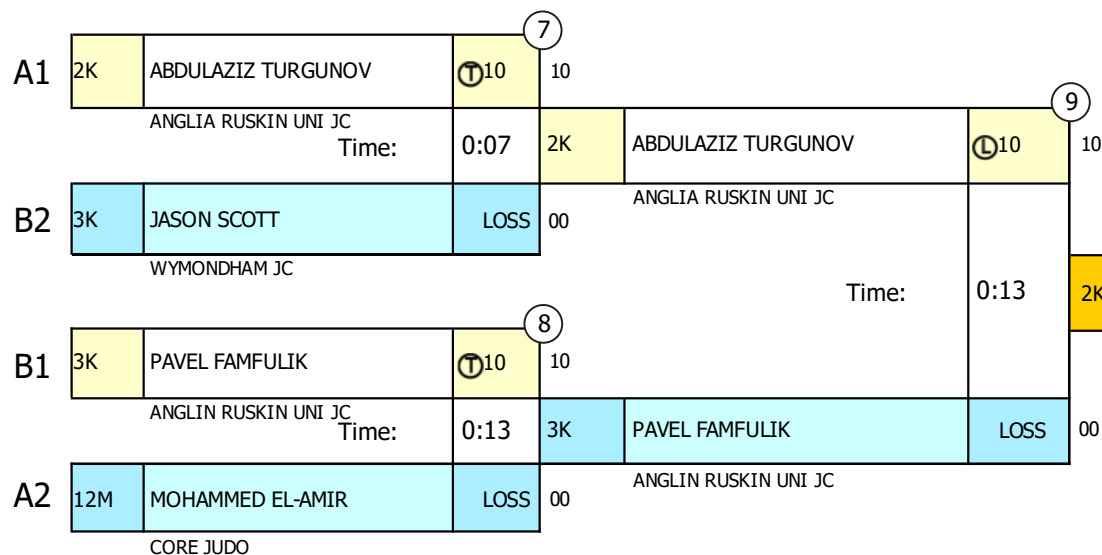 7
A1 2K ABDULAZIZ TURGUNOV Ⓣ10 10
9
ANGLIA RUSKIN UNI JC
Time: 0:07 2K ABDULAZIZ TURGUNOV Ⓛ10 10
ANGLIA RUSKIN UNI JC
B2 3K JASON SCOTT LOSS 00
WYMONDHAM JC
Time: 0:13 2K
8
B1 3K PAVEL FAMFULIK Ⓣ10 10
ANGLIN RUSKIN UNI JC
Time: 0:13 3K PAVEL FAMFULIK LOSS 00
ANGLIN RUSKIN UNI JC
A2 12M MOHAMMED EL-AMIR LOSS 00
CORE JUDO